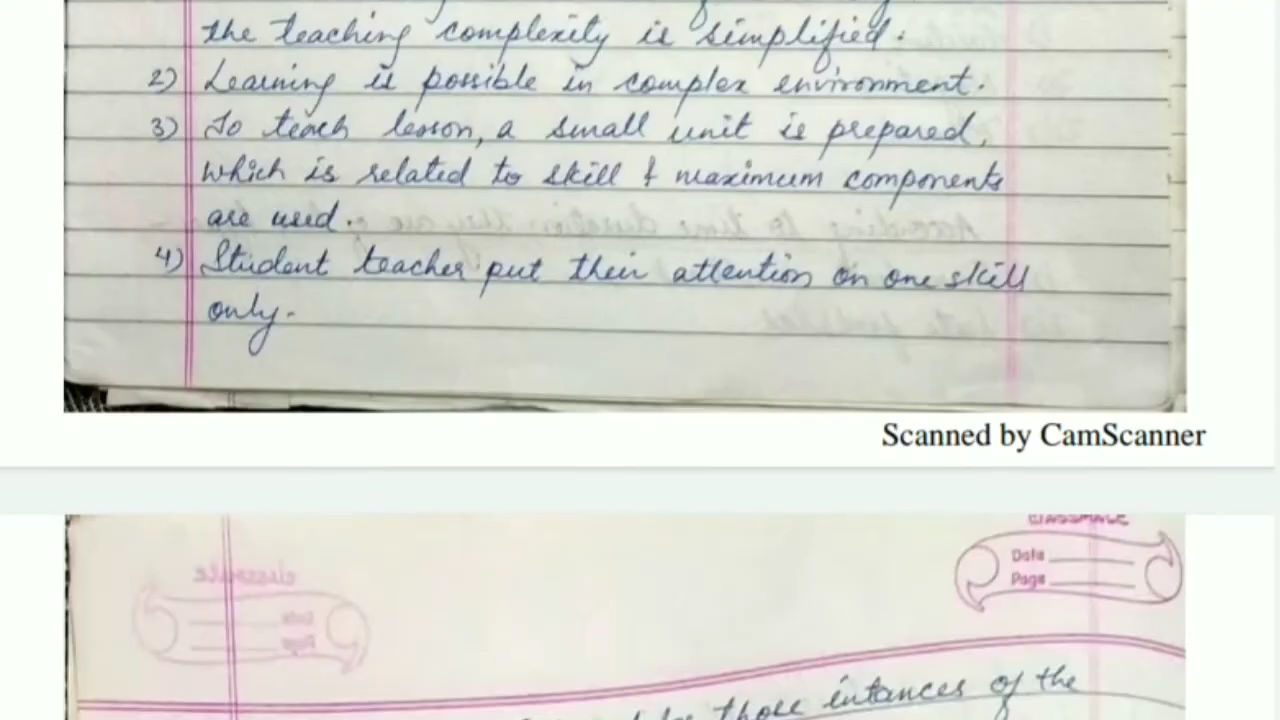 the teaching complexity is simplified.
2) Learning is possible in complex environment.
3) To teach lesson, a small unit is prepared,
which is related to skill & maximum components
are used.
4) Student teacher put their attention on one skill
only.
Scanned by CamScanner
Date
Page
those intances of the